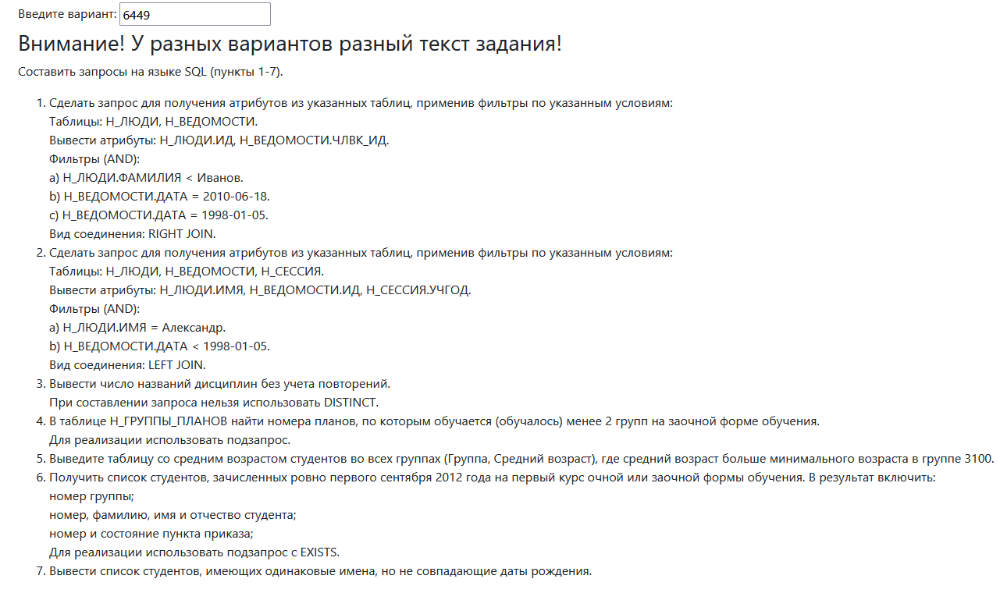 Введите вариант: 6449
Внимание! У разных вариантов разный текст задания!
Составить запросы на языке SQL (пункты 1-7).
1. Сделать запрос для получения атрибутов из указанных таблиц, применив фильтры по указанным условиям:
Таблицы: Н_ЛЮДИ, Н_ВЕДОМОСТИ.
Вывести атрибуты: Н_ЛЮДИ.ИД, Н_ВЕДОМОСТИ.ЧЛВК_ИД.
Фильтры (AND):
a) Н_ЛЮДИ.ФАМИЛИЯ < Иванов.
b) Н_ВЕДОМОСТИ.ДАТА = 2010-06-18.
c) Н_ВЕДОМОСТИ.ДАТА = 1998-01-05.
Вид соединения: RIGHT JOIN.
2. Сделать запрос для получения атрибутов из указанных таблиц, применив фильтры по указанным условиям:
Таблицы: Н_ЛЮДИ, Н_ВЕДОМОСТИ, Н_СЕССИЯ.
Вывести атрибуты: Н_ЛЮДИ.ИМЯ, Н_ВЕДОМОСТИ.ИД, Н_СЕССИЯ.УЧГОД.
Фильтры (AND):
a) Н_ЛЮДИ.ИМЯ = Александр.
b) Н_ВЕДОМОСТИ.ДАТА < 1998-01-05.
Вид соединения: LEFT JOIN.
3. Вывести число названий дисциплин без учета повторений.
При составлении запроса нельзя использовать DISTINCT.
4. В таблице Н_ГРУППЫ_ПЛАНОВ найти номера планов, по которым обучается (обучалось) менее 2 групп на заочной форме обучения.
Для реализации использовать подзапрос.
5. Выведите таблицу со средним возрастом студентов во всех группах (Группа, Средний возраст), где средний возраст больше минимального возраста в группе 3100.
6. Получить список студентов, зачисленных ровно первого сентября 2012 года на первый курс очной или заочной формы обучения. В результат включить:
номер группы;
номер, фамилию, имя и отчество студента;
номер и состояние пункта приказа;
Для реализации использовать подзапрос с EXISTS.
7. Вывести список студентов, имеющих одинаковые имена, но не совпадающие даты рождения.